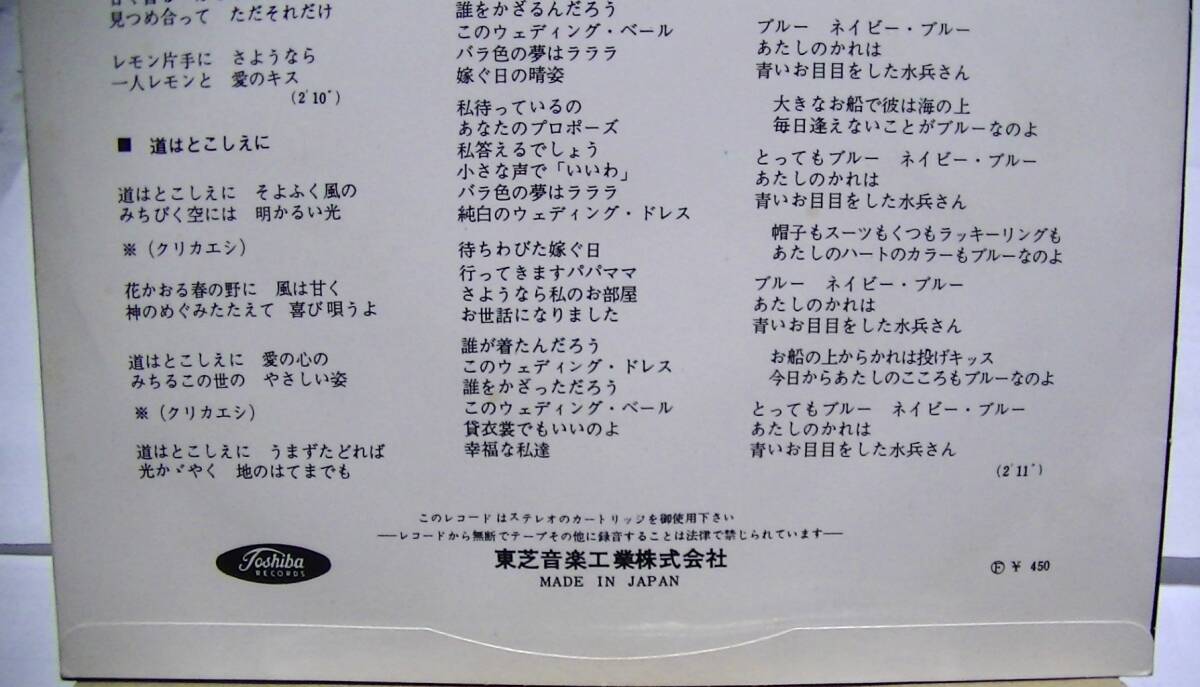 見つめ合って ただそれだけ
レモン片手に さようなら
一人レモンと 愛のキス
(2'10")
■ 道はとこしえに
道はとこしえに そよふく風の
みちびく空には 明かるい光
※(クリカエシ)
花かおる春の野に 風は甘く
神のめぐみたたえて 喜び唄うよ
道はとこしえに 愛の心の
みちるこの世の やさしい姿
※(クリカエシ)
道はとこしえに うまずたどれば
光かゞやく 地のはてまでも
誰をかざるんだろう
このウェディング・ベール
バラ色の夢はラララ
嫁ぐ日の晴姿
私待っているの
あなたのプロポーズ
私答えるでしょう
小さな声で「いいわ」
バラ色の夢はラララ
純白のウェディング・ドレス
待ちわびた嫁ぐ日
行ってきますパパママ
さようなら私のお部屋
お世話になりました
誰が着たんだろう
このウェディング・ドレス
誰をかざっただろう
このウェディング・ベール
貸衣裳でもいいのよ
幸福な私達
ブルー ネイビー・ブルー
あたしのかれは
青いお目目をした水兵さん
大きなお船で彼は海の上
毎日逢えないことがブルーなのよ
とってもブルー ネイビー・ブルー
あたしのかれは
青いお目目をした水兵さん
帽子もスーツもくつもラッキーリングも
あたしのハートのカラーもブルーなのよ
ブルー ネイビー・ブルー
あたしのかれは
青いお目目をした水兵さん
お船の上からかれは投げキッス
今日からあたしのこころもブルーなのよ
とってもブルー ネイビー・ブルー
あたしのかれは
青いお目目をした水兵さん
(2'11")
このレコードはステレオのカートリッジを御使用下さい
──レコードから無断でテープその他に録音することは法律で禁じられています──
Toshiba
RECORDS
東芝音楽工業株式会社
MADE IN JAPAN
Ⓕ ¥ 450